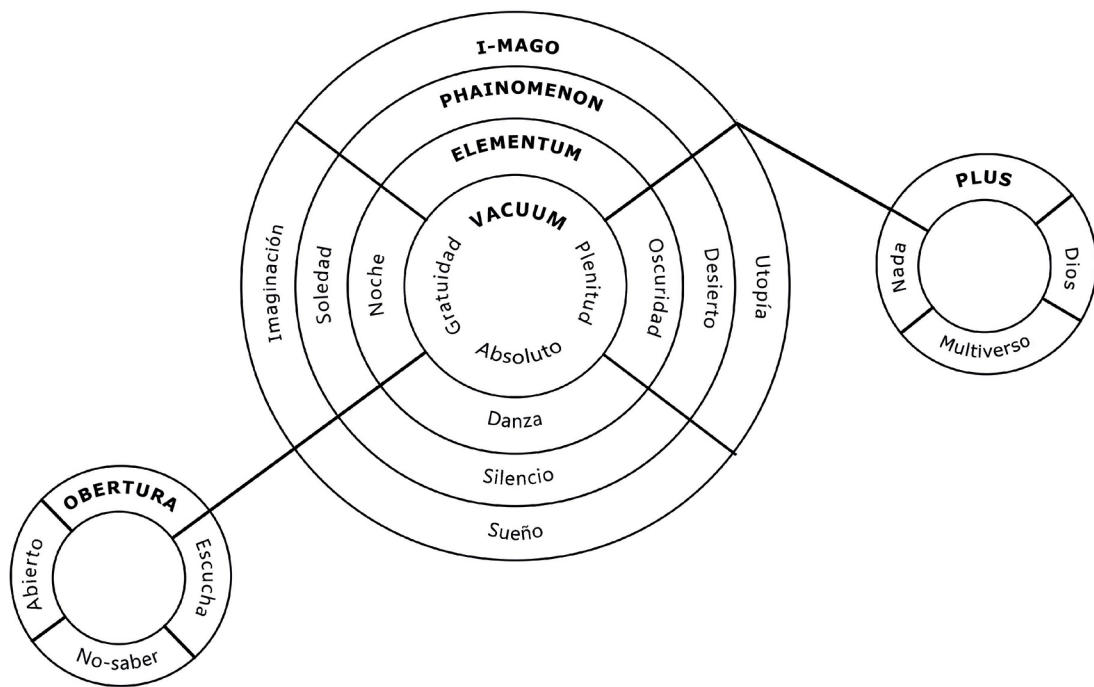 I-MAGO
PHAINOMENON
ELEMENTUM
VACUUM
Imaginación
Soledad
Noche
Gratuidad
Plenitud
Oscuridad
Desierto
Utopía
Absoluto
Danza
Silencio
Sueño
PLUS
Nada
Dios
Multiverso
OBERTURA
Abierto
Escucha
No-saber